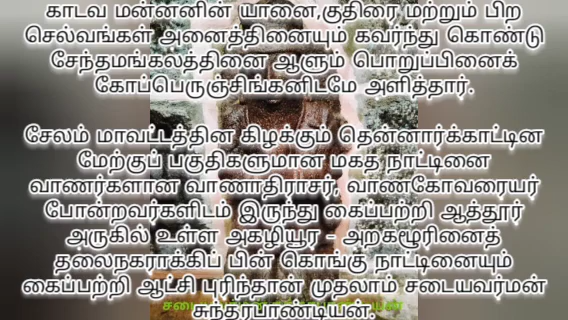 காடவ மன்னனின் யானை,குதிரை மற்றும் பிற
செல்வங்கள் அனைத்தினையும் கவர்ந்து கொண்டு
சேந்தமங்கலத்தினை ஆளும் பொறுப்பினைக்
கோப்பெருஞ்சிங்கனிடமே அளித்தார்.
சேலம் மாவட்டத்தின கிழக்கும் தென்னார்க்காட்டின
மேற்குப் பகுதிகளுமான மகத நாட்டினை
வாணர்களான வாணாதிராசர், வாணகோவரையர்
போன்றவர்களிடம் இருந்து கைப்பற்றி ஆத்தூர்
அருகில் உள்ள அகழியூர - அறகழூரினைத்
தலைநகராக்கிப் பின் கொங்கு நாட்டினையும்
கைப்பற்றி ஆட்சி புரிந்தான் முதலாம் சடையவர்மன்
சுந்தரபாண்டியன்.